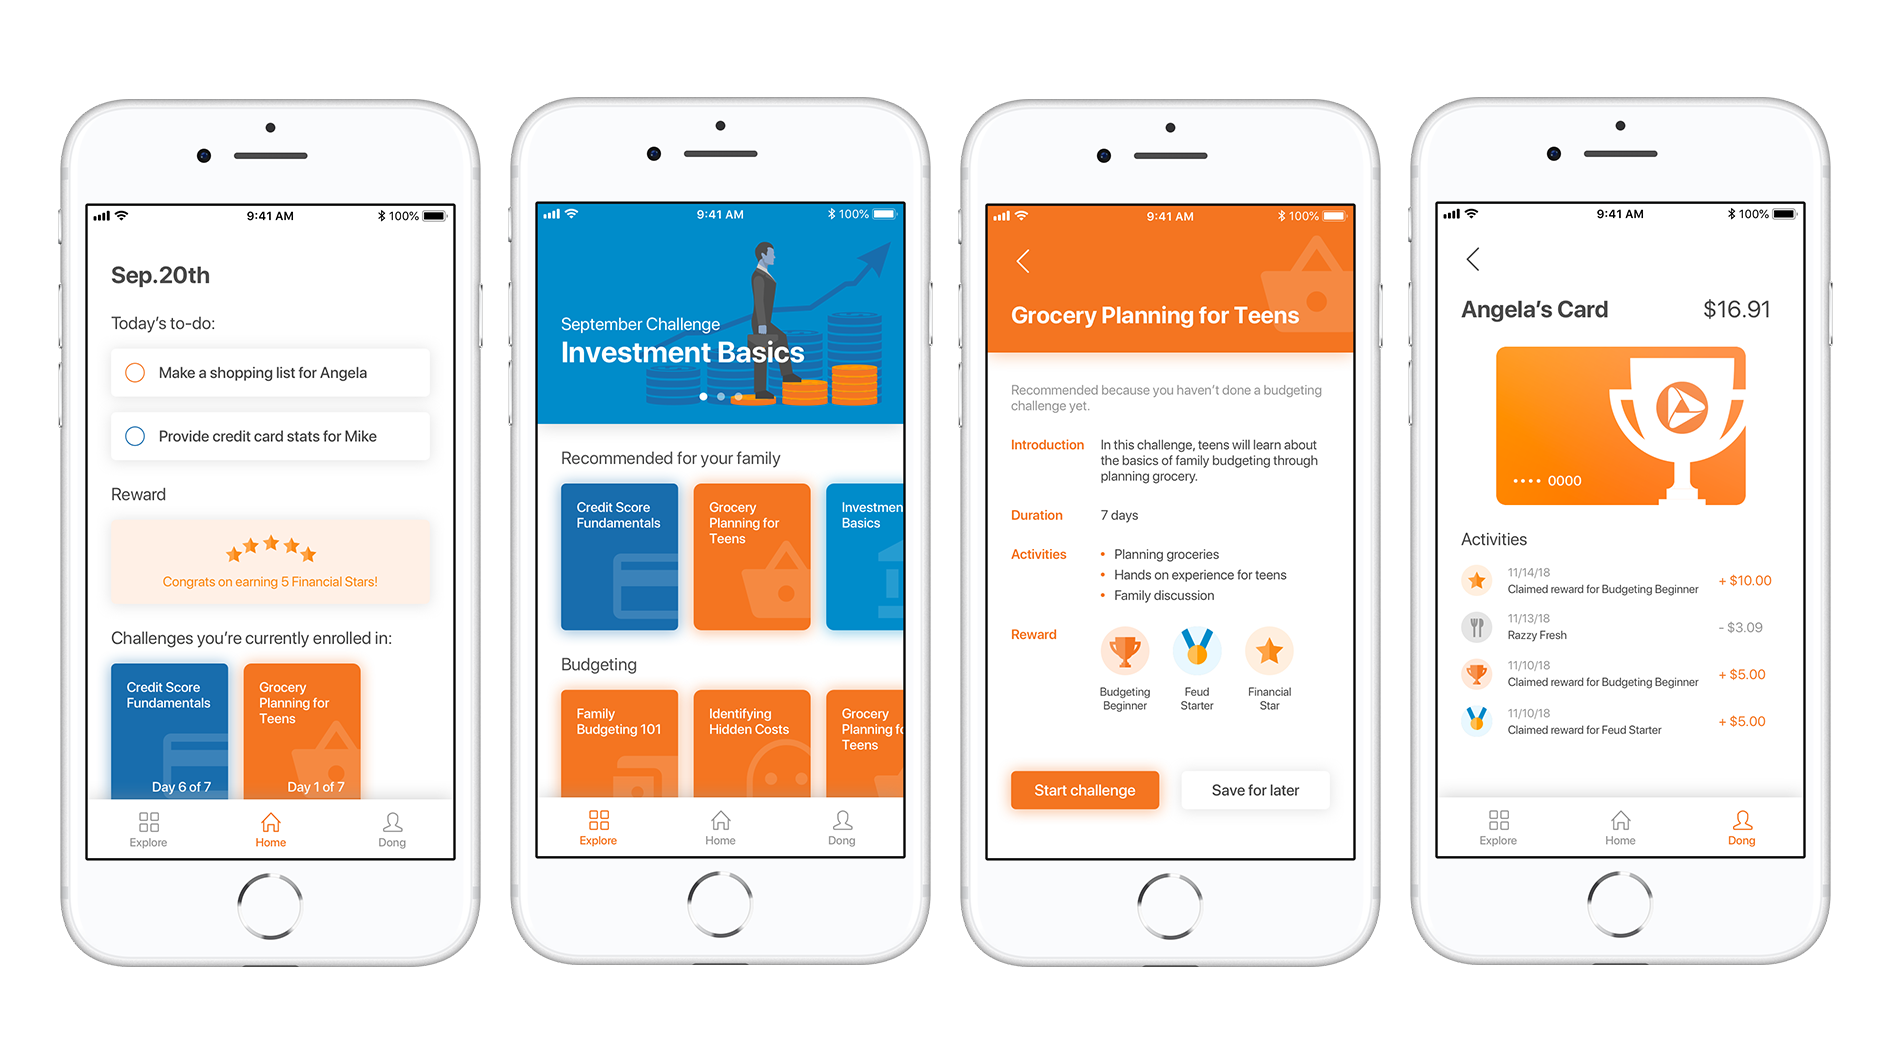 9:41 AM
100%
Sep.20th
Today's to-do:
Make a shopping list for Angela
Provide credit card stats for Mike
Reward
Congrats on earning 5 Financial Stars!
Challenges you're currently enrolled in:
Credit Score
Fundamentals
Day 6 of 7
Grocery
Planning for
Teens
Day 1 of 7
Explore
Home
Dong
9:41 AM
100%
September Challenge
Investment Basics
Recommended for your family
Credit Score
Fundamentals
Grocery
Planning for
Teens
Investmen
Basics
Budgeting
Family
Budgeting 101
Identifying
Hidden Costs
Grocery
Planning fo
Teens
Explore
Home
Dong
9:41 AM
100%
Grocery Planning for Teens
Recommended because you haven't done a budgeting
challenge yet.
Introduction
In this challenge, teens will learn about
the basics of family budgeting through
planning grocery.
Duration
7 days
Activities
• Planning groceries
• Hands on experience for teens
• Family discussion
Reward
Budgeting
Beginner
Feud
Starter
Financial
Star
Start challenge
Save for later
9:41 AM
100%
Angela's Card
$16.91
•••• 0000
Activities
11/14/18
Claimed reward for Budgeting Beginner
+ $10.00
11/13/18
Razzy Fresh
- $3.09
11/10/18
Claimed reward for Budgeting Beginner
+ $5.00
11/10/18
Claimed reward for Feud Starter
+ $5.00
Explore
Home
Dong